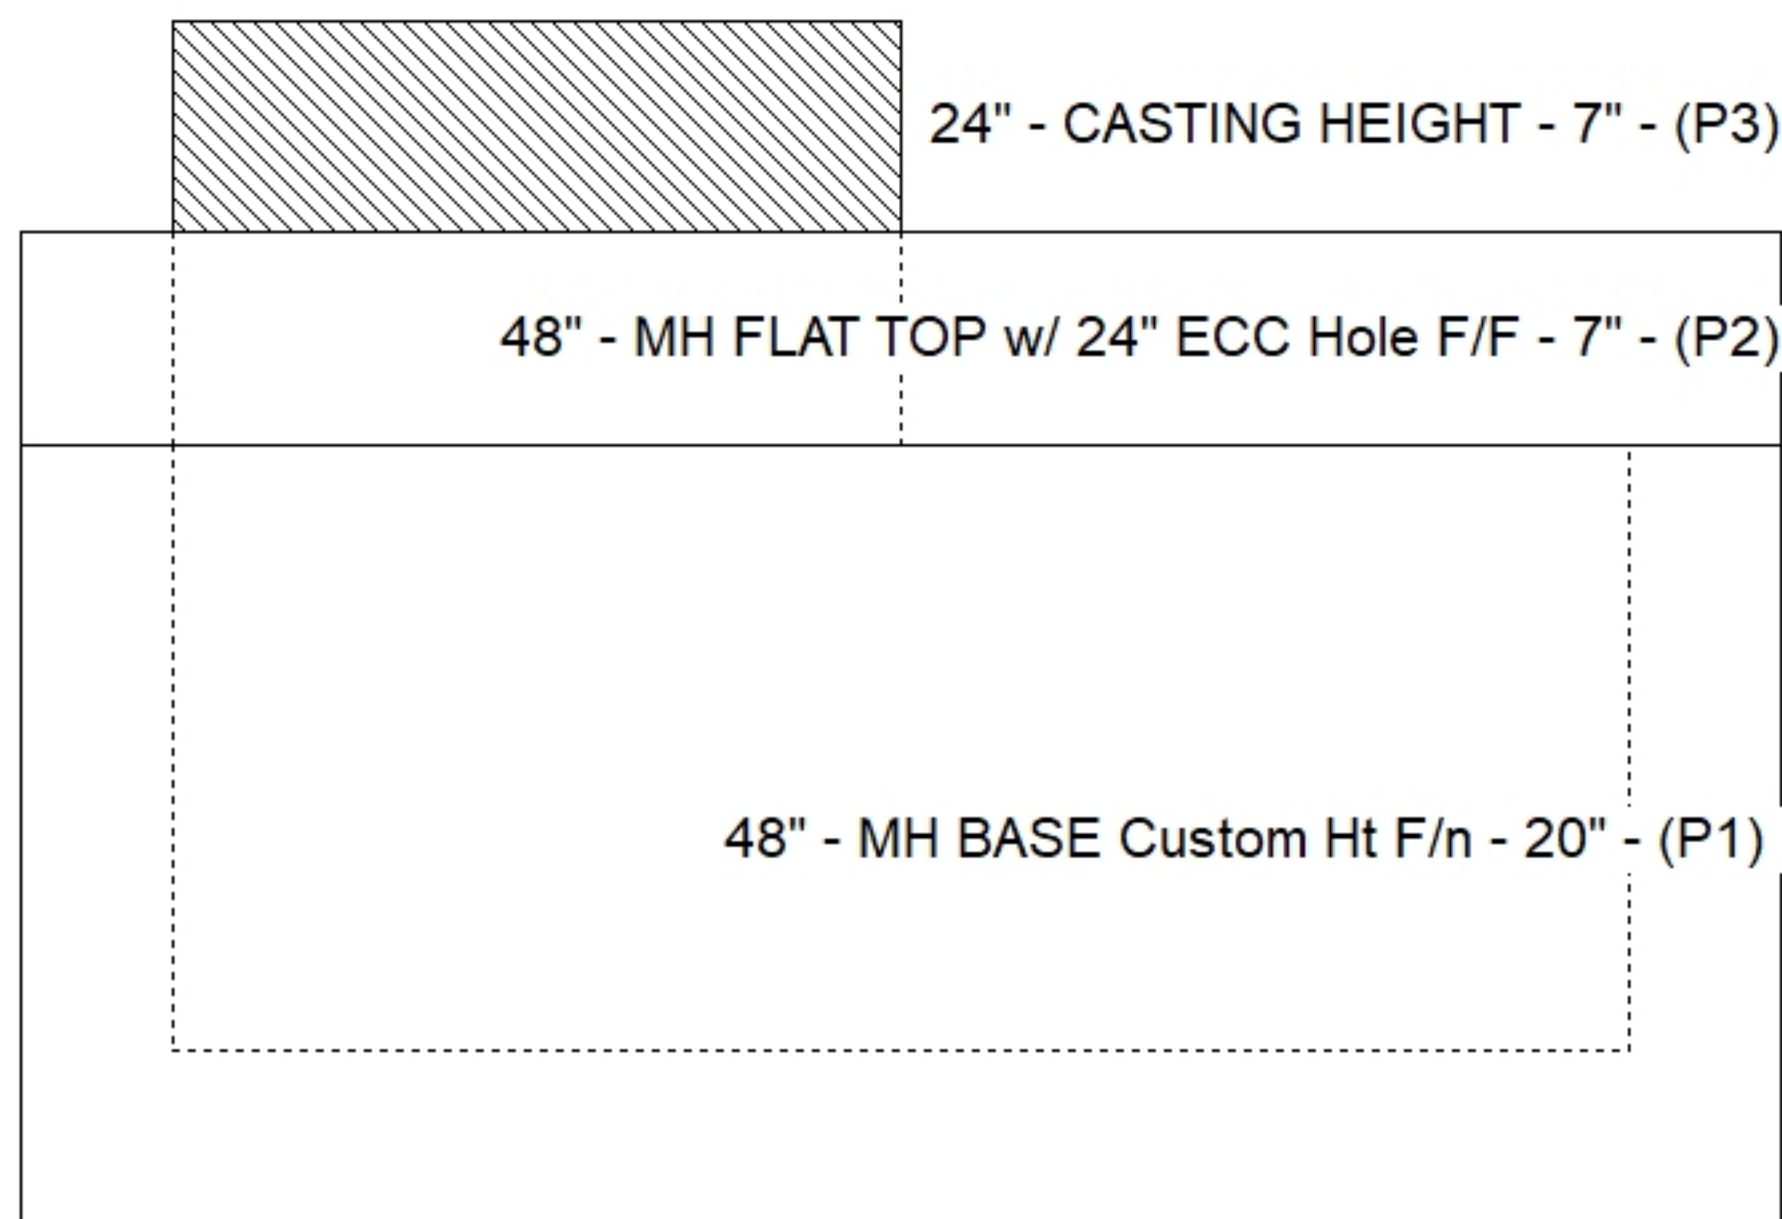 24" - CASTING HEIGHT - 7" - (P3)
48" - MH FLAT TOP w/ 24" ECC Hole F/F - 7" - (P2)
48" - MH BASE Custom Ht F/n - 20" - (P1)